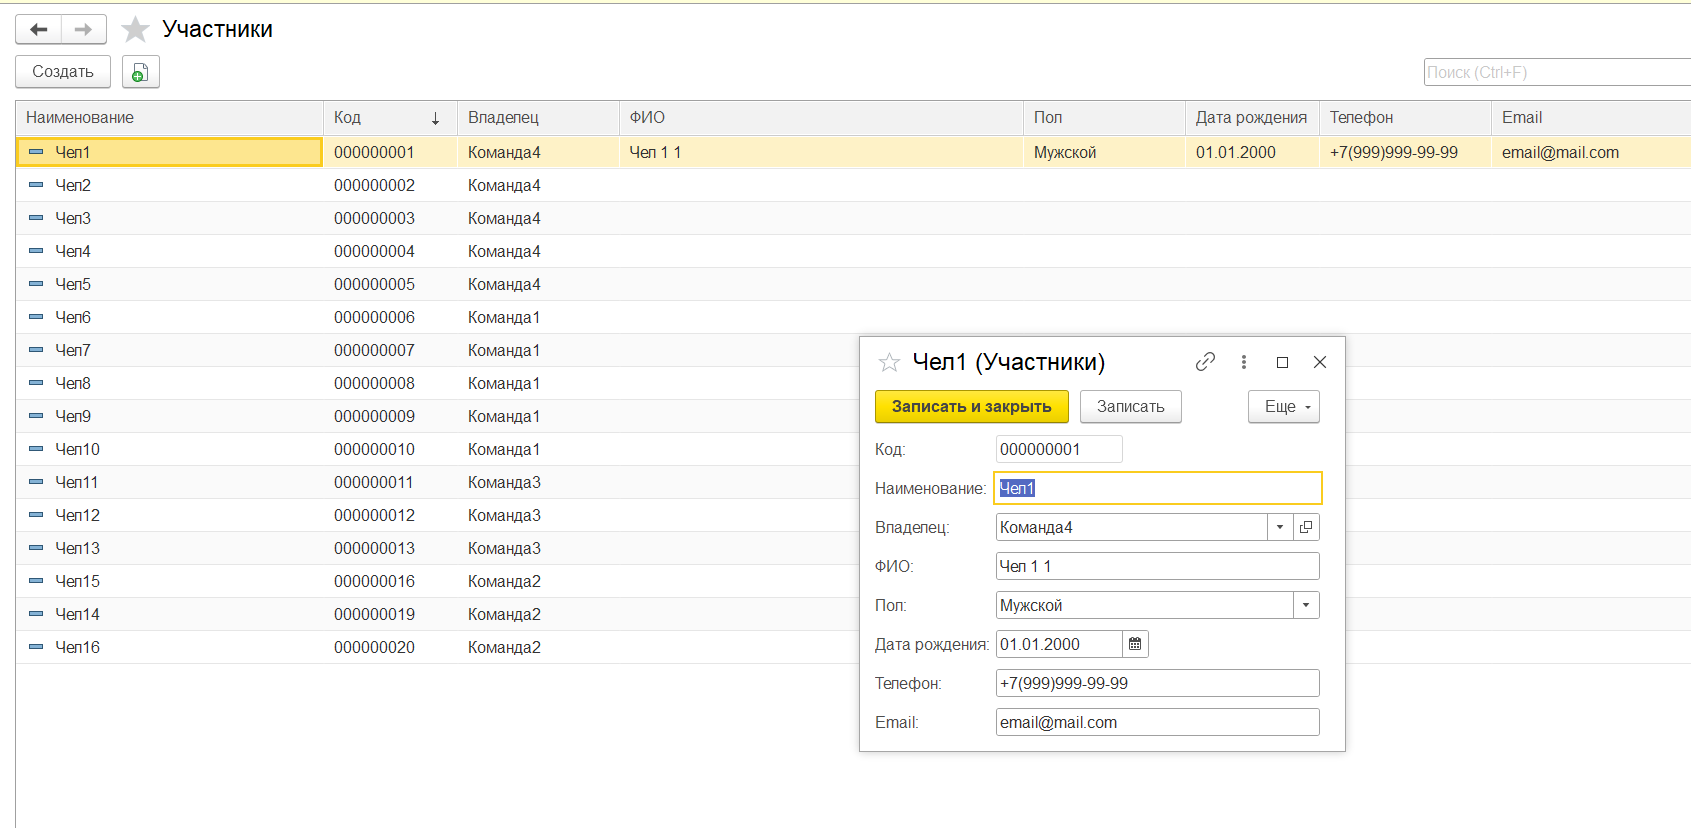 Участники
Создать
Поиск (Ctrl+F)
Наименование Код ↓ Владелец ФИО Пол Дата рождения Телефон Email
Чел1 000000001 Команда4 Чел 1 1 Мужской 01.01.2000 +7(999)999-99-99 email@mail.com
Чел2 000000002 Команда4
Чел3 000000003 Команда4
Чел4 000000004 Команда4
Чел5 000000005 Команда4
Чел6 000000006 Команда1
Чел7 000000007 Команда1
Чел8 000000008 Команда1
Чел9 000000009 Команда1
Чел10 000000010 Команда1
Чел11 000000011 Команда3
Чел12 000000012 Команда3
Чел13 000000013 Команда3
Чел15 000000016 Команда2
Чел14 000000019 Команда2
Чел16 000000020 Команда2
Чел1 (Участники)
Записать и закрыть Записать Еще
Код: 000000001
Наименование: Чел1
Владелец: Команда4
ФИО: Чел 1 1
Пол: Мужской
Дата рождения: 01.01.2000
Телефон: +7(999)999-99-99
Email: email@mail.com